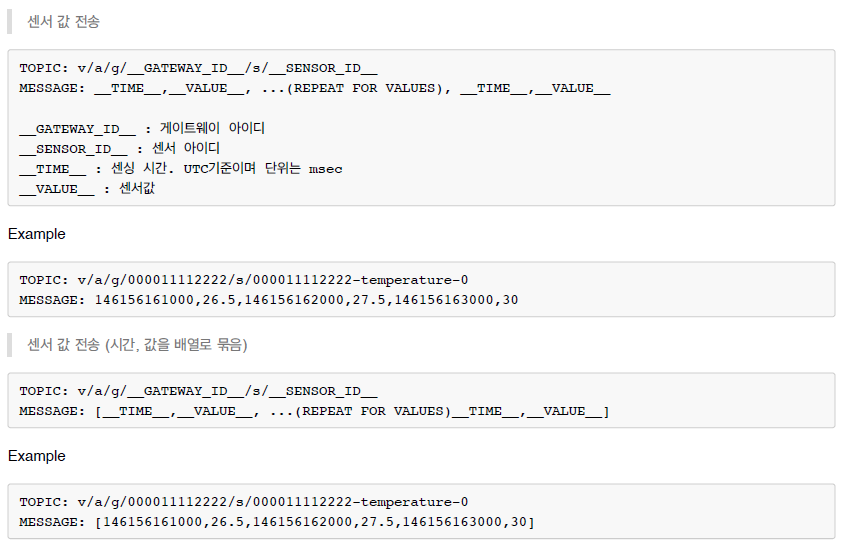 센서 값 전송
TOPIC: v/a/g/__GATEWAY_ID__/s/__SENSOR_ID__
MESSAGE: __TIME__,__VALUE__, ...(REPEAT FOR VALUES), __TIME__,__VALUE__
__GATEWAY_ID__ : 게이트웨이 아이디
__SENSOR_ID__ : 센서 아이디
__TIME__ : 센싱 시간. UTC기준이며 단위는 msec
__VALUE__ : 센서값
Example
TOPIC: v/a/g/000011112222/s/000011112222-temperature-0
MESSAGE: 146156161000,26.5,146156162000,27.5,146156163000,30
센서 값 전송 (시간, 값을 배열로 묶음)
TOPIC: v/a/g/__GATEWAY_ID__/s/__SENSOR_ID__
MESSAGE: [__TIME__,__VALUE__, ...(REPEAT FOR VALUES)__TIME__,__VALUE__]
Example
TOPIC: v/a/g/000011112222/s/000011112222-temperature-0
MESSAGE: [146156161000,26.5,146156162000,27.5,146156163000,30]